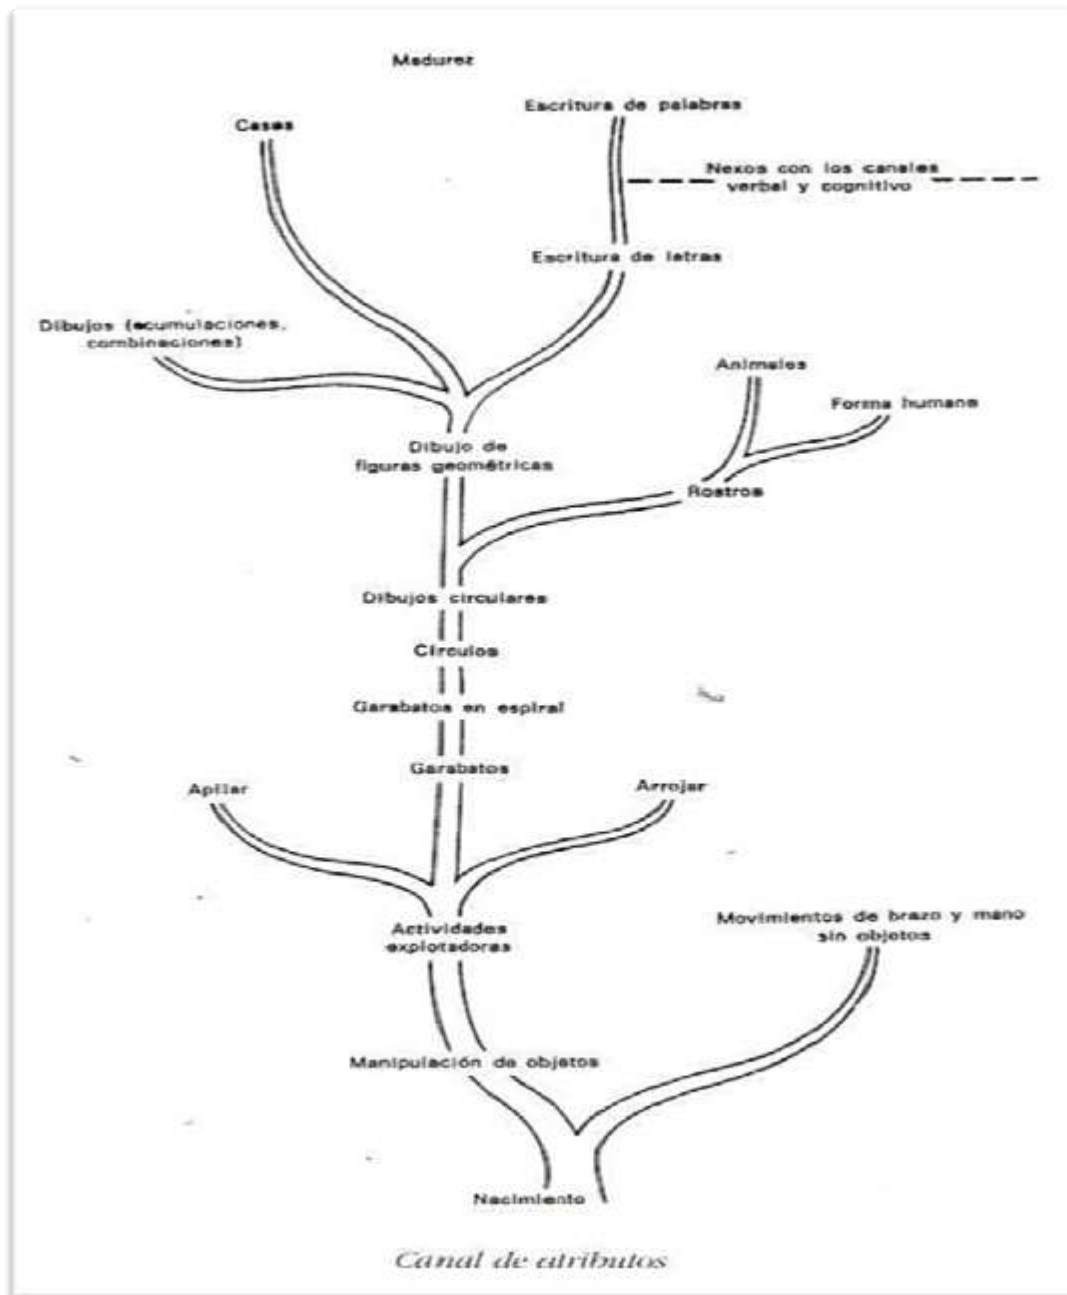 Madurez
Escritura de palabras
Casas
Nexos con los canales
verbal y cognitivo
Escritura de letras
Dibujos (acumulaciones,
combinaciones)
Animales
Forma humana
Dibujo de
figuras geométricas
Rostros
Dibujos circulares
Círculos
Garabatos en espiral
Garabatos
Apilar
Arrojar
Movimientos de brazo y mano
sin objetos
Actividades
explotadoras
Manipulación de objetos
Nacimiento
Canal de atributos